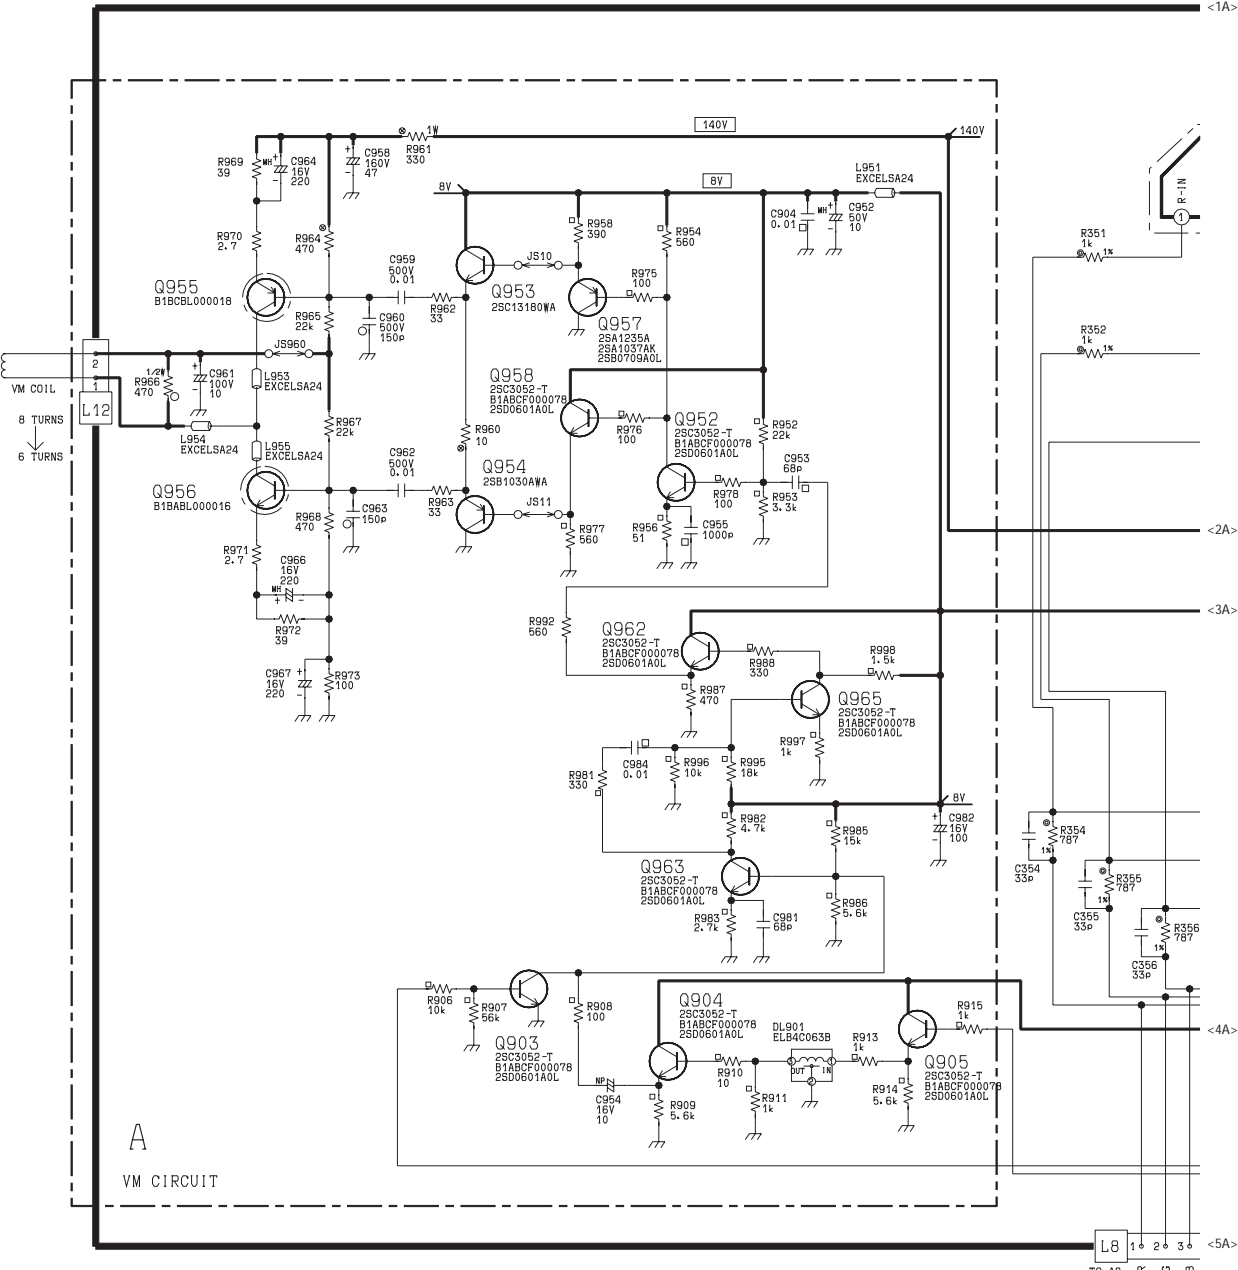 <1A>
140V
140V
1W
R961
330
R969
39
MH
+
C964
16V
220
-
+
C958
160V
47
-
8V
8V
L951
EXCELSA24
R-IN
1
R970
2.7
R964
470
R958
390
R954
560
C904
0.01
MH
+
C952
50V
10
-
R351
1k
1%
C959
500V
0.01
JS10
R975
100
Q955
B1BCBL000018
Q953
2SC13180WA
R962
33
R965
22k
C960
500V
150p
Q957
2SA1235A
2SA1037AK
2SB0709A0L
R352
1k
1%
JS960
2
1
L12
VM COIL
8 TURNS
6 TURNS
1/2W
R966
470
+
C961
100V
10
-
L953
EXCELSA24
Q958
2SC3052-T
B1ABCF000078
2SD0601A0L
R967
22k
R960
10
R976
100
Q952
2SC3052-T
B1ABCF000078
2SD0601A0L
R952
22k
L954
EXCELSA24
L955
EXCELSA24
C962
500V
0.01
Q954
2SB1030AWA
C953
68p
Q956
B1BABL000016
R963
33
JS11
R978
100
R953
3.3k
R968
470
C963
150p
R977
560
R956
51
C955
1000p
<2A>
R971
2.7
C966
16V
220
MH
+
-
R972
39
<3A>
R992
560
Q962
2SC3052-T
B1ABCF000078
2SD0601A0L
R988
330
R998
1.5k
C967
16V
220
+
-
R973
100
R987
470
Q965
2SC3052-T
B1ABCF000078
2SD0601A0L
R997
1k
R981
330
C984
0.01
R996
10k
R995
18k
8V
R982
4.7k
R985
15k
+
C982
16V
100
-
C354
33p
R354
787
1%
Q963
2SC3052-T
B1ABCF000078
2SD0601A0L
C355
33p
R355
787
1%
R983
2.7k
C981
68p
R986
5.6k
C356
33p
R356
787
1%
R906
10k
R907
56k
R908
100
Q904
2SC3052-T
B1ABCF000078
2SD0601A0L
R915
1k
<4A>
Q903
2SC3052-T
B1ABCF000078
2SD0601A0L
DL901
ELB4C063B
3
OUT
IN
1
2
R913
1k
Q905
2SC3052-T
B1ABCF000078
2SD0601A0L
R910
10
NP
C954
16V
10
R909
5.6k
R911
1k
R914
5.6k
A
VM CIRCUIT
L8
1
2
3
<5A>